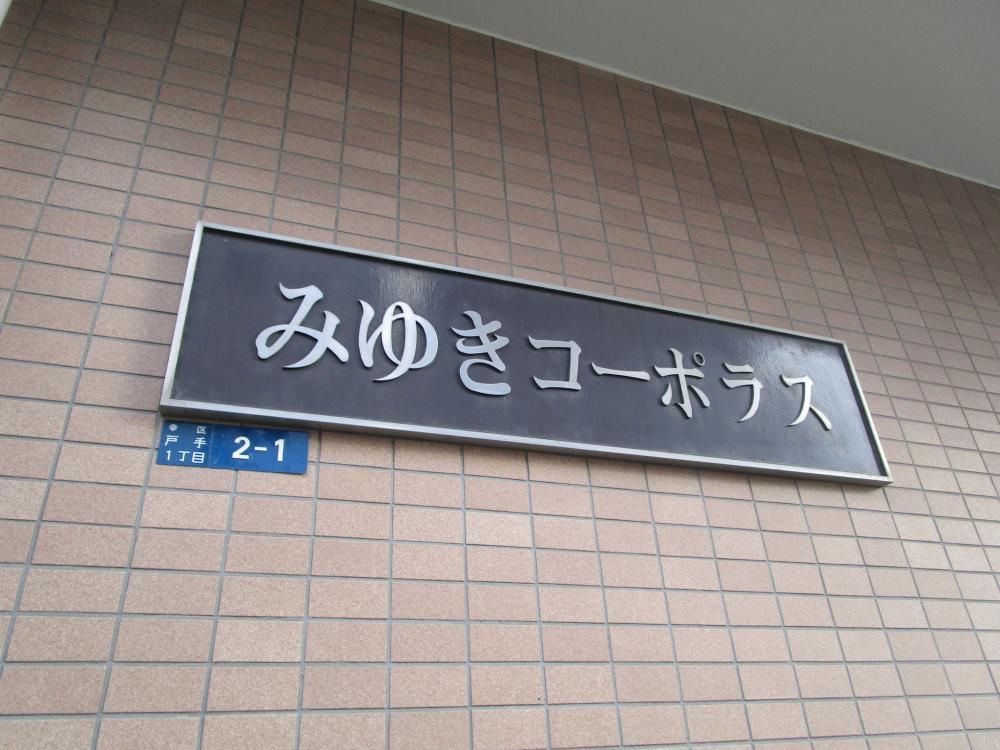 みゆきコーポラス
幸区
戸手
1丁目
2-1